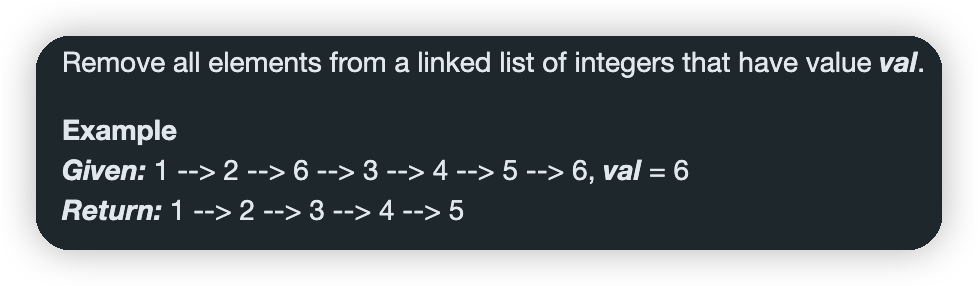 Remove all elements from a linked list of integers that have value val.
Example
Given: 1 --> 2 --> 6 --> 3 --> 4 --> 5 --> 6, val = 6
Return: 1 --> 2 --> 3 --> 4 --> 5